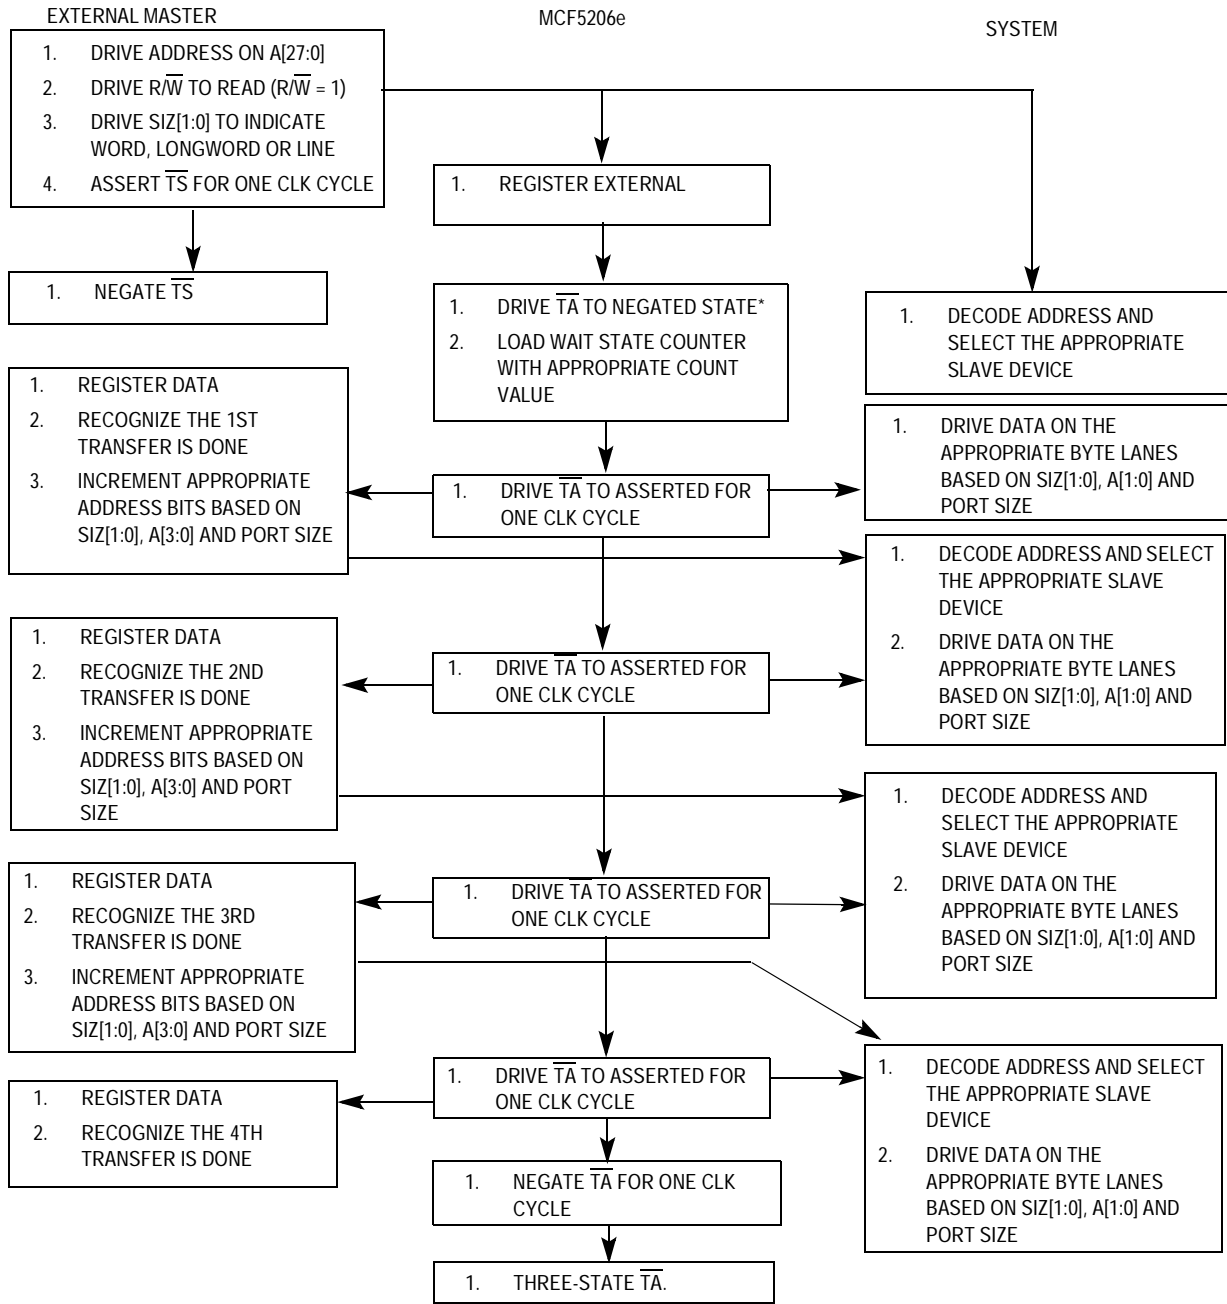 EXTERNAL MASTER
MCF5206e
SYSTEM
1. DRIVE ADDRESS ON A[27:0]
2. DRIVE R/W̅ TO READ (R/W̅ = 1)
3. DRIVE SIZ[1:0] TO INDICATE
WORD, LONGWORD OR LINE
4. ASSERT T̅S̅ FOR ONE CLK CYCLE
1. REGISTER EXTERNAL
1. NEGATE T̅S̅
1. DRIVE T̅A̅ TO NEGATED STATE*
2. LOAD WAIT STATE COUNTER
WITH APPROPRIATE COUNT
VALUE
1. DECODE ADDRESS AND
SELECT THE APPROPRIATE
SLAVE DEVICE
1. REGISTER DATA
2. RECOGNIZE THE 1ST
TRANSFER IS DONE
3. INCREMENT APPROPRIATE
ADDRESS BITS BASED ON
SIZ[1:0], A[3:0] AND PORT SIZE
1. DRIVE T̅A̅ TO ASSERTED FOR
ONE CLK CYCLE
1. DRIVE DATA ON THE
APPROPRIATE BYTE LANES
BASED ON SIZ[1:0], A[1:0] AND
PORT SIZE
1. DECODE ADDRESS AND SELECT
THE APPROPRIATE SLAVE
DEVICE
2. DRIVE DATA ON THE
APPROPRIATE BYTE LANES
BASED ON SIZ[1:0], A[1:0] AND
PORT SIZE
1. REGISTER DATA
2. RECOGNIZE THE 2ND
TRANSFER IS DONE
3. INCREMENT APPROPRIATE
ADDRESS BITS BASED ON
SIZ[1:0], A[3:0] AND PORT
SIZE
1. DRIVE T̅A̅ TO ASSERTED FOR
ONE CLK CYCLE
1. DECODE ADDRESS AND
SELECT THE APPROPRIATE
SLAVE DEVICE
2. DRIVE DATA ON THE
APPROPRIATE BYTE LANES
BASED ON SIZ[1:0], A[1:0] AND
PORT SIZE
1. REGISTER DATA
2. RECOGNIZE THE 3RD
TRANSFER IS DONE
3. INCREMENT APPROPRIATE
ADDRESS BITS BASED ON
SIZ[1:0], A[3:0] AND PORT SIZE
1. DRIVE T̅A̅ TO ASSERTED FOR
ONE CLK CYCLE
1. DRIVE T̅A̅ TO ASSERTED FOR
ONE CLK CYCLE
1. DECODE ADDRESS AND SELECT
THE APPROPRIATE SLAVE
DEVICE
2. DRIVE DATA ON THE
APPROPRIATE BYTE LANES
BASED ON SIZ[1:0], A[1:0] AND
PORT SIZE
1. REGISTER DATA
2. RECOGNIZE THE 4TH
TRANSFER IS DONE
1. NEGATE T̅A̅ FOR ONE CLK
CYCLE
1. THREE-STATE T̅A̅.